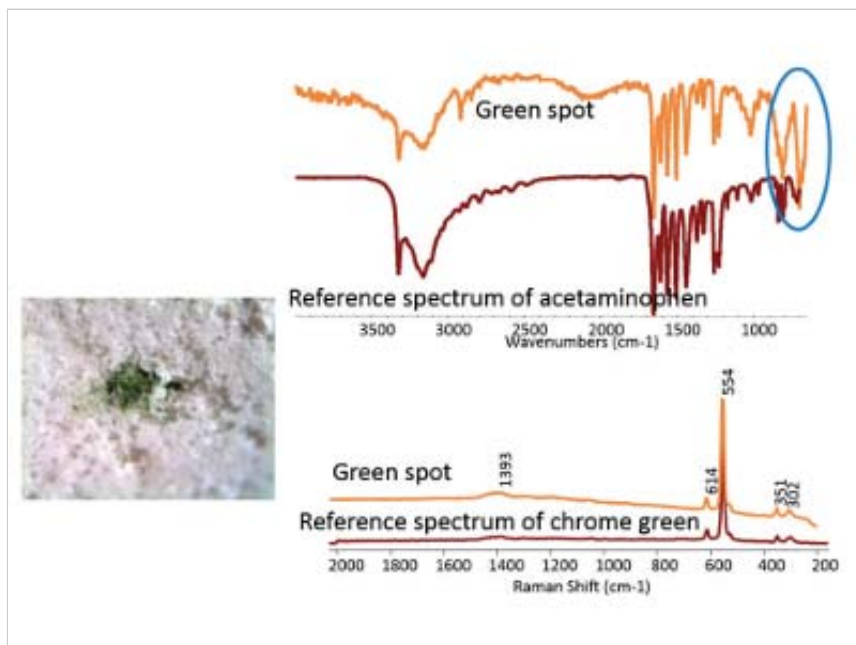 Green spot
Reference spectrum of acetaminophen
3500 3000 2500 2000 1500 1000
Wavenumbers (cm-1)
554
1393
614
351
302
Green spot
Reference spectrum of chrome green
2000 1800 1600 1400 1200 1000 800 600 400 200
Raman Shift (cm-1)